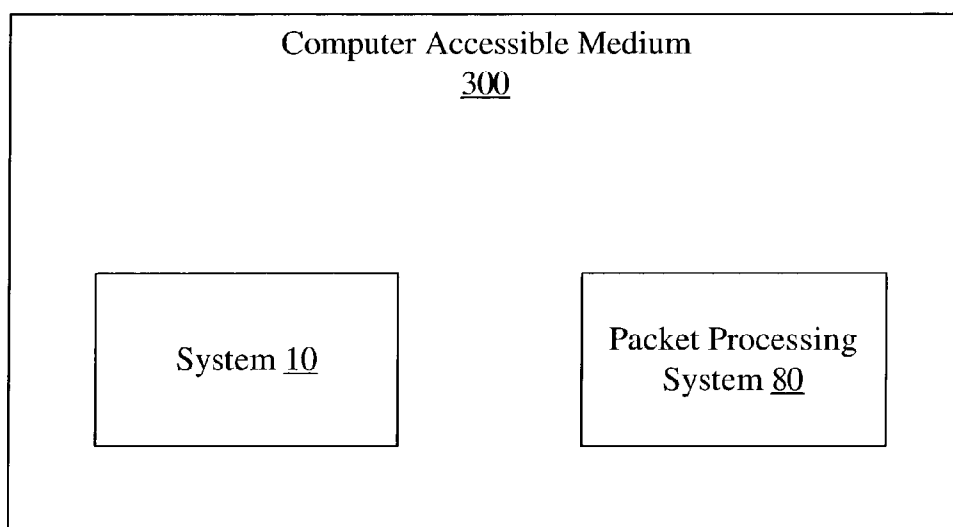 Computer Accessible Medium
300
System 10
Packet Processing
System 80